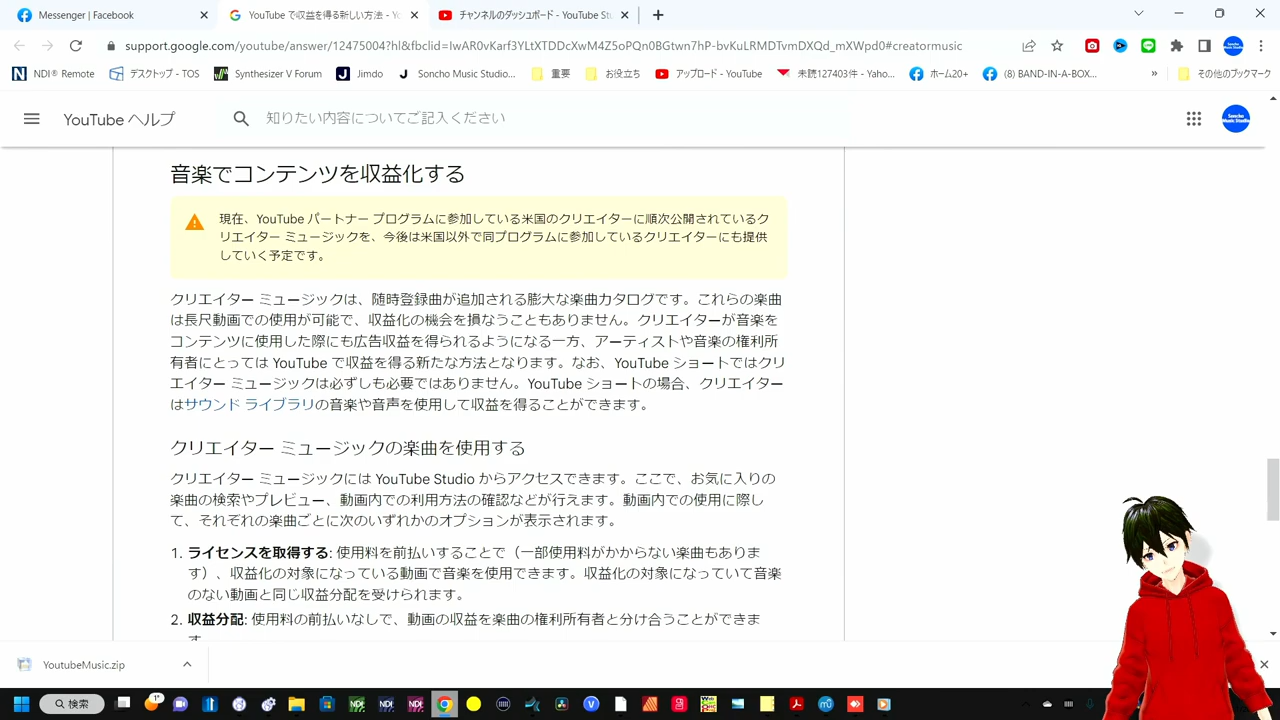 Messenger | Facebook
YouTube で収益を得る新しい方法 - Yo
チャンネルのダッシュボード - YouTube Stu
support.google.com/youtube/answer/12475004?hl&fbclid=IwAR0vKarf3YLtXTDDcXwM4Z5oPQn0BGtwn7hP-bvKuLRMDTvmDXQd_mXWpd0#creatormusic
NDI® Remote
デスクトップ - TOS
Synthesizer V Forum
Jimdo
Soncho Music Studio...
重要
お役立ち
アップロード - YouTube
未読127403件 - Yaho...
ホーム20+
(8) BAND-IN-A-BOX...
»
その他のブックマーク
YouTube ヘルプ
知りたい内容についてご記入ください
Soncho Music Studio
音楽でコンテンツを収益化する
現在、YouTube パートナー プログラムに参加している米国のクリエイターに順次公開されているク
リエイター ミュージックを、今後は米国以外で同プログラムに参加しているクリエイターにも提供
していく予定です。
クリエイター ミュージックは、随時登録曲が追加される膨大な楽曲カタログです。これらの楽曲
は長尺動画での使用が可能で、収益化の機会を損なうこともありません。クリエイターが音楽を
コンテンツに使用した際にも広告収益を得られるようになる一方、アーティストや音楽の権利所
有者にとっては YouTube で収益を得る新たな方法となります。なお、YouTube ショートではクリ
エイター ミュージックは必ずしも必要ではありません。YouTube ショートの場合、クリエイター
はサウンド ライブラリの音楽や音声を使用して収益を得ることができます。
クリエイター ミュージックの楽曲を使用する
クリエイター ミュージックには YouTube Studio からアクセスできます。ここで、お気に入りの
楽曲の検索やプレビュー、動画内での利用方法の確認などが行えます。動画内での使用に際し
て、それぞれの楽曲ごとに次のいずれかのオプションが表示されます。
1. ライセンスを取得する: 使用料を前払いすることで（一部使用料がかからない楽曲もありま
す）、収益化の対象になっている動画で音楽を使用できます。収益化の対象になっていて音楽
のない動画と同じ収益分配を受けられます。
2. 収益分配: 使用料の前払いなしで、動画の収益を楽曲の権利所有者と分け合うことができま
す。
YoutubeMusic.zip
検索